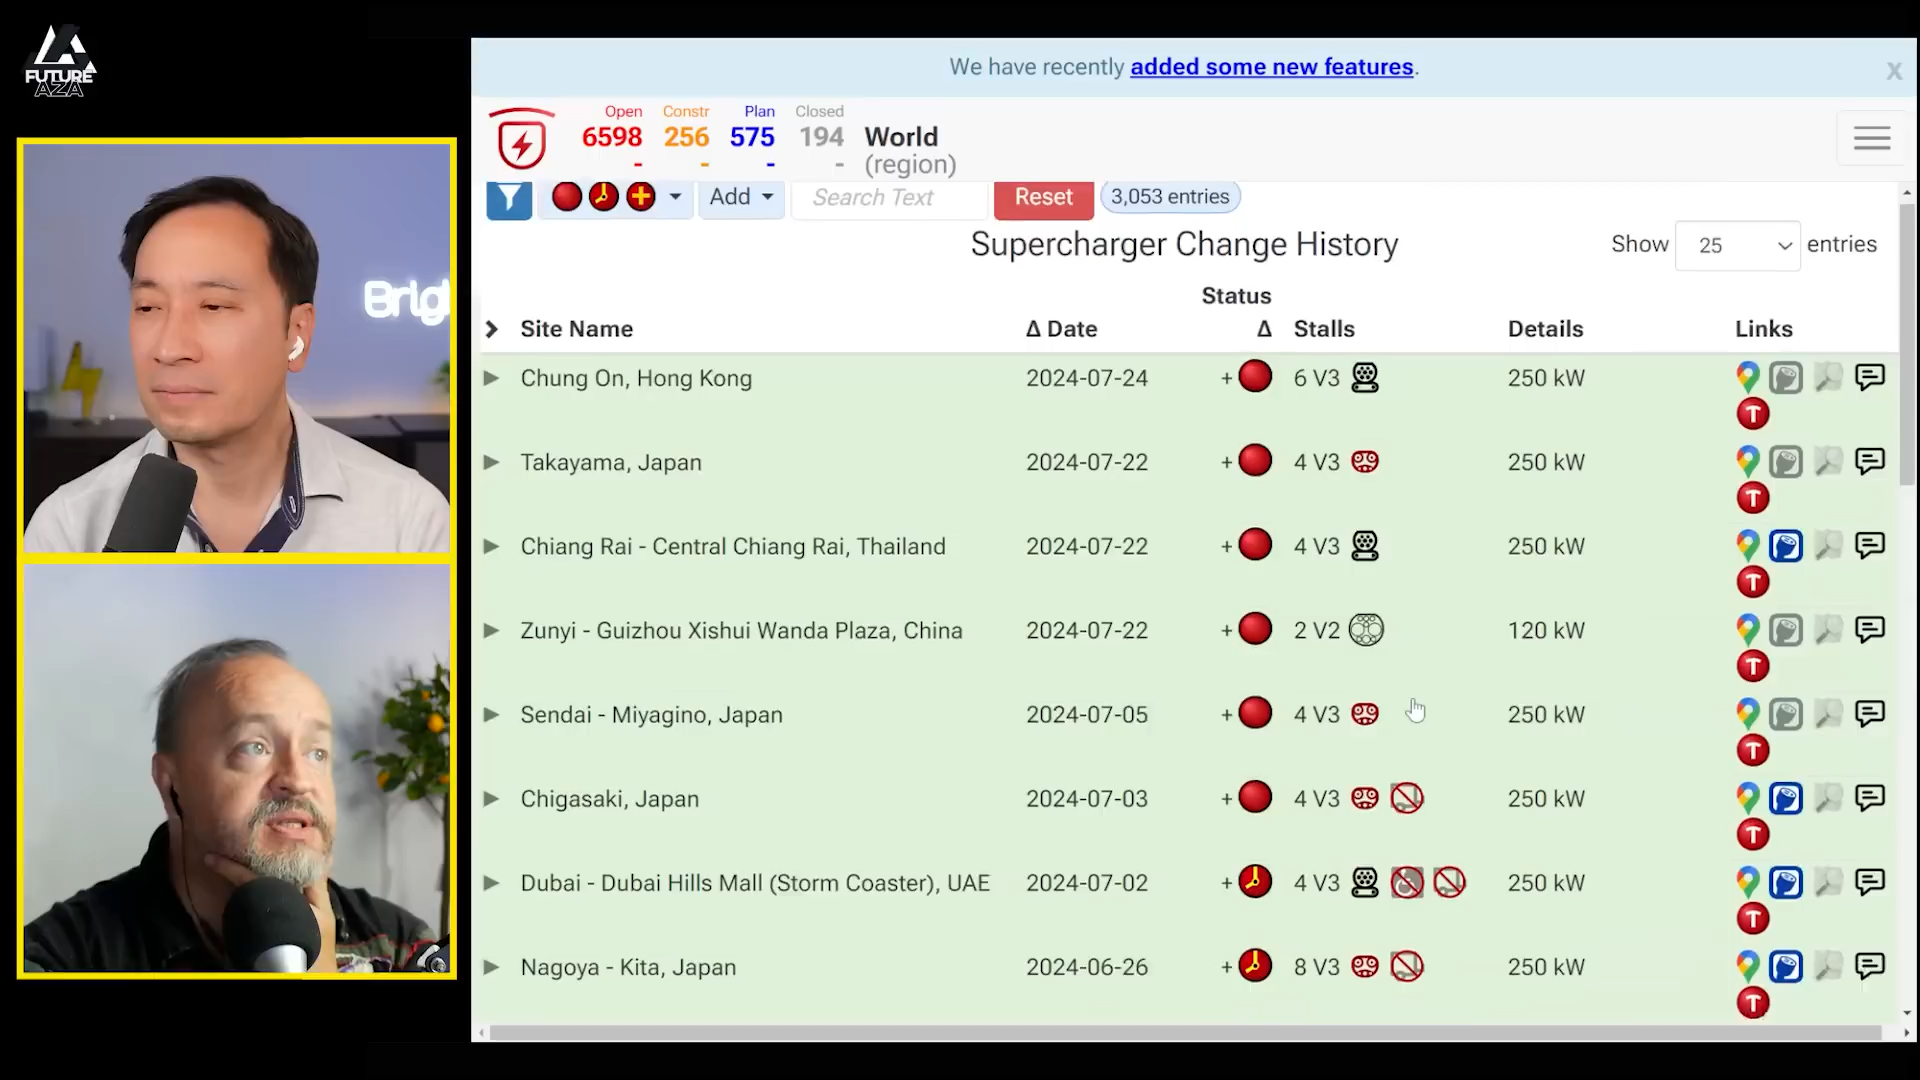 FUTURE
AZA
Brig
We have recently added some new features.
x
Open Constr Plan Closed
6598 256 575 194 World
- - - - (region)
Add Search Text Reset 3,053 entries
Supercharger Change History
Show 25 entries
Site Name Δ Date Status Δ Stalls Details Links
Chung On, Hong Kong 2024-07-24 + 6 V3 250 kW
T
Takayama, Japan 2024-07-22 + 4 V3 250 kW
T
Chiang Rai - Central Chiang Rai, Thailand 2024-07-22 + 4 V3 250 kW
T
Zunyi - Guizhou Xishui Wanda Plaza, China 2024-07-22 + 2 V2 120 kW
T
Sendai - Miyagino, Japan 2024-07-05 + 4 V3 250 kW
T
Chigasaki, Japan 2024-07-03 + 4 V3 250 kW
T
Dubai - Dubai Hills Mall (Storm Coaster), UAE 2024-07-02 + 4 V3 250 kW
T
Nagoya - Kita, Japan 2024-06-26 + 8 V3 250 kW
T